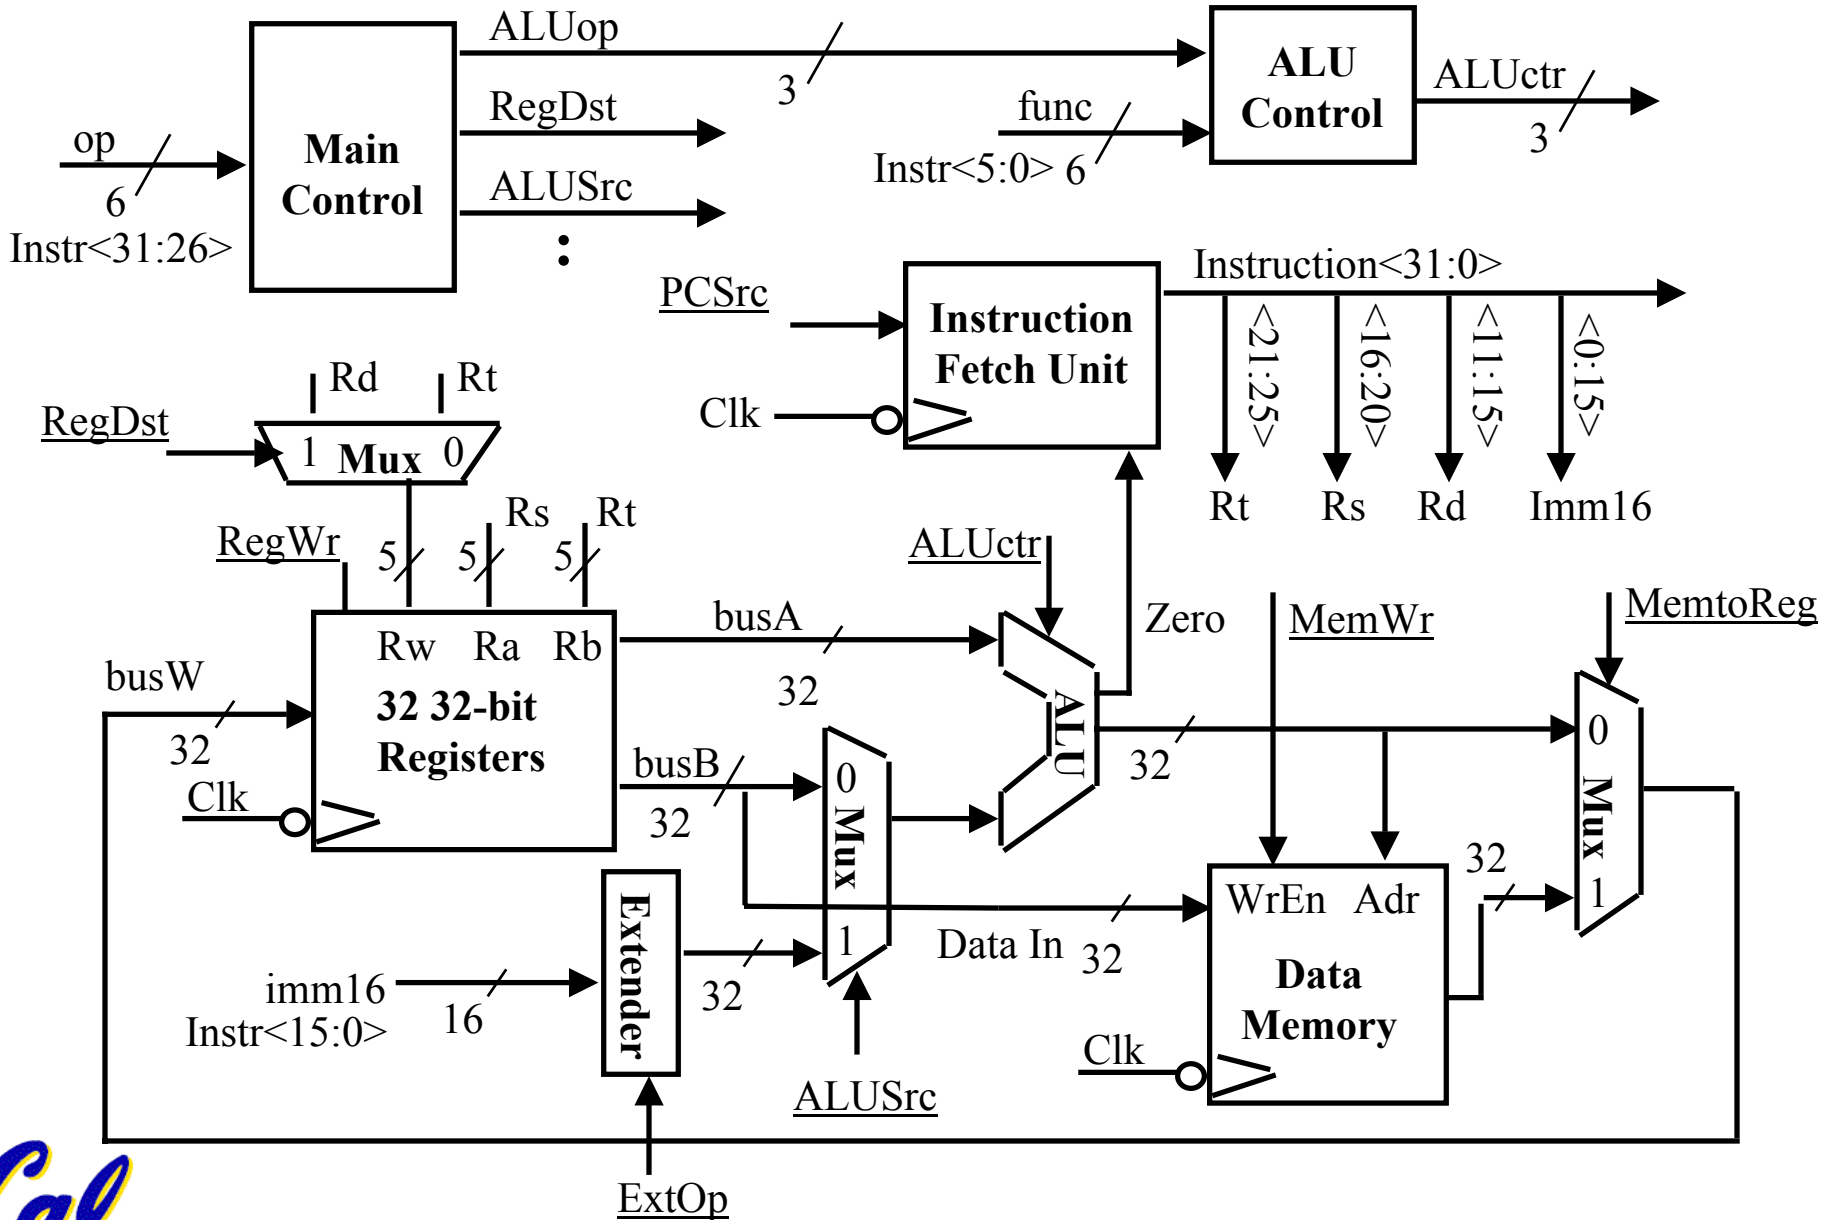 ALUop
3
ALU
Control
ALUctr
3
RegDst
func
Instr<5:0> 6
op
6
Instr<31:26>
Main
Control
ALUSrc
:
PCSrc
Instruction
Fetch Unit
Clk
Instruction<31:0>
<21:25>
<16:20>
<11:15>
<0:15>
Rt
Rs
Rd
Imm16
Rd
Rt
RegDst
1 Mux 0
RegWr
5
5
Rs
5
Rt
busW
32
Rw Ra Rb
32 32-bit
Registers
Clk
busA
32
busB
32
0
Mux
1
ALUctr
ALU
Zero
32
MemWr
MemtoReg
0
Mux
1
32
WrEn Adr
Data
Memory
Clk
Data In
32
imm16
Instr<15:0>
16
Extender
32
ALUSrc
ExtOp
Cal